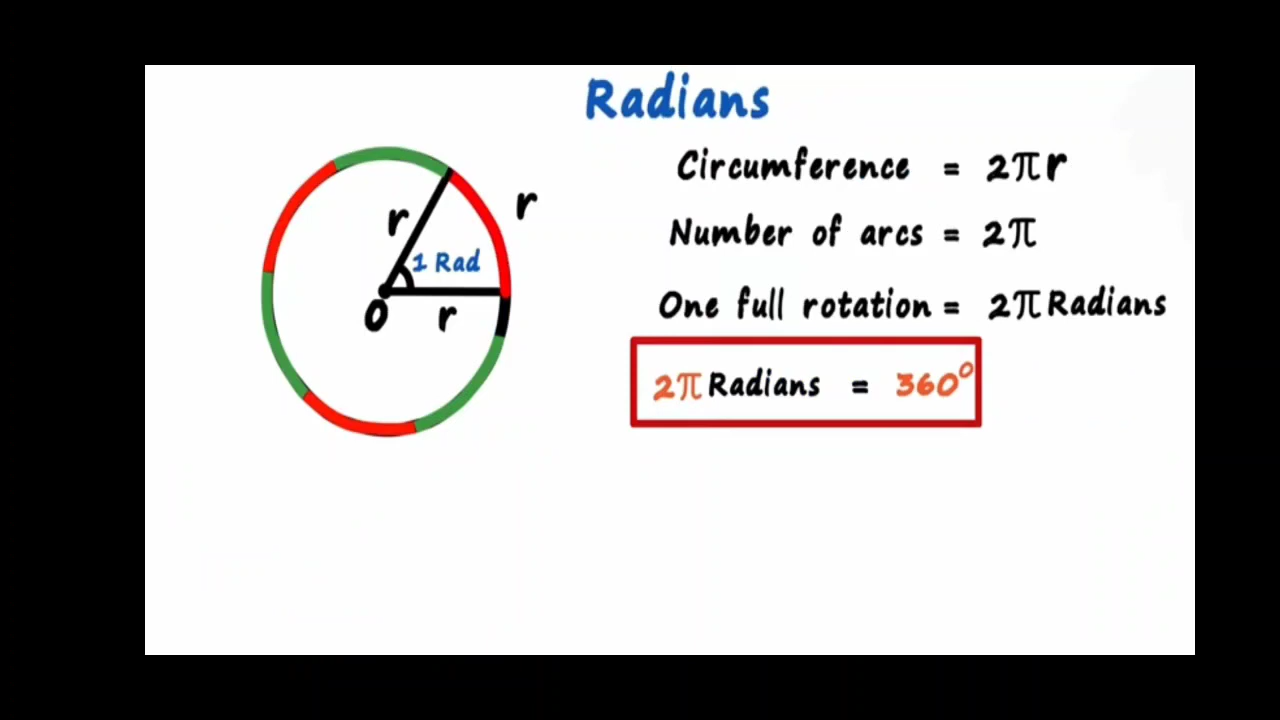 Radians
Circumference = 2πr
Number of arcs = 2π
One full rotation = 2π Radians
2π Radians = 360°
r
r
1 Rad
O
r